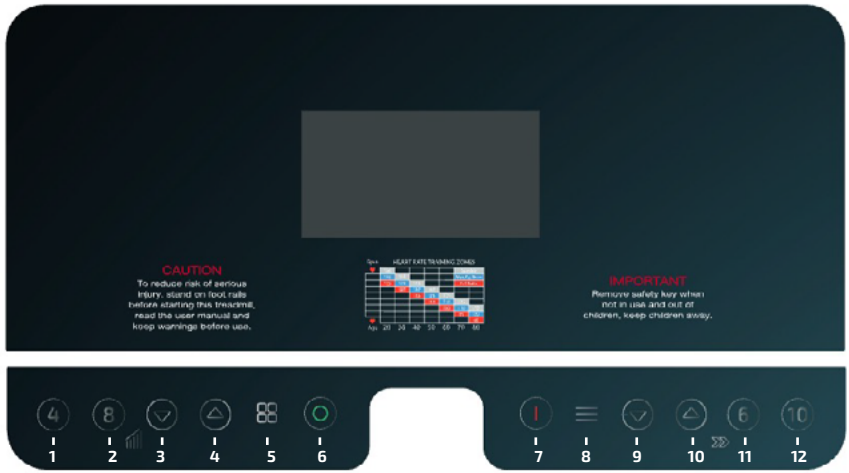 CAUTION
To reduce risk of serious
injury, stand on foot rails
before starting this treadmill,
read the user manual and
keep warnings before use.
HEART RATE TRAINING ZONES
Age 20 30 40 50 60 70 80
IMPORTANT
Remove safety key when
not in use and out of
children, keep children away.
4 8 6 10
1 2 3 4 5 6 7 8 9 10 11 12